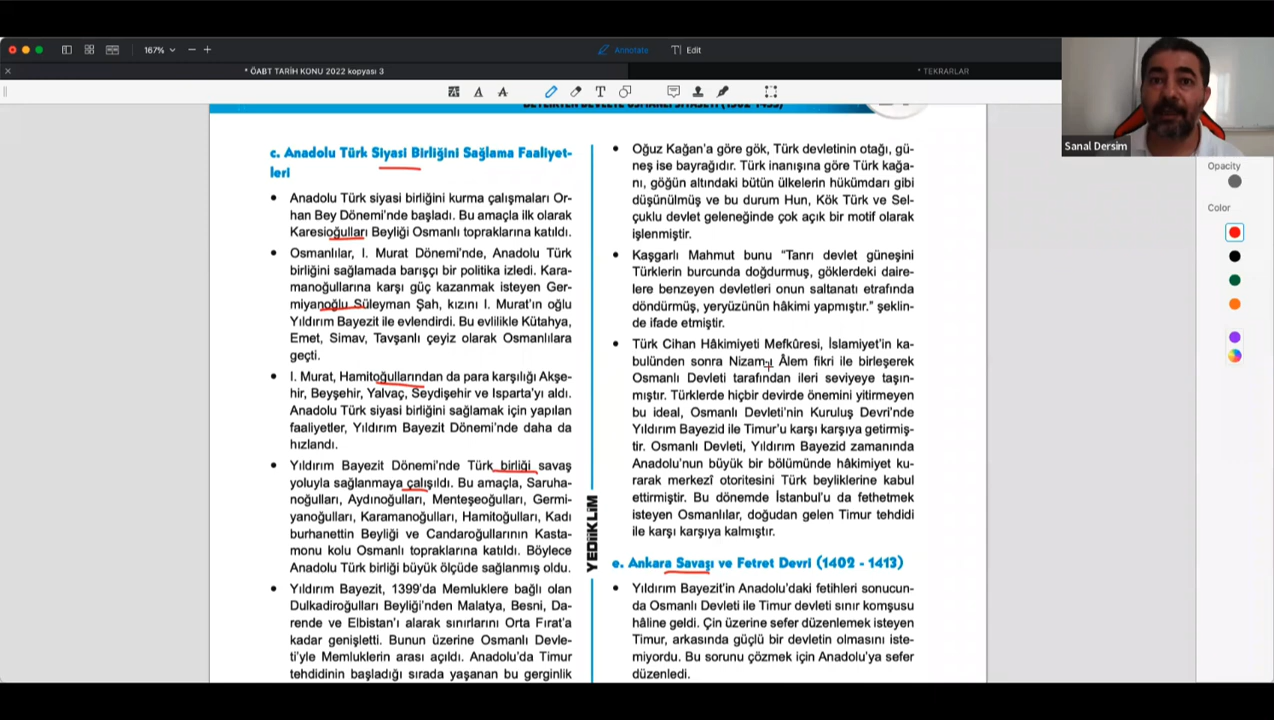 167%
Annotate
Edit
* ÖABT TARİH KONU 2022 kopyası 3
* TEKRARLAR
Sanal Dersim
Opacity
Color
BEYLİKTEN DEVLETE OSMANLI SİYASETİ (1302-1453)
c. Anadolu Türk Siyasi Birliğini Sağlama Faaliyet-
leri
• Anadolu Türk siyasi birliğini kurma çalışmaları Or-
han Bey Dönemi'nde başladı. Bu amaçla ilk olarak
Karesioğulları Beyliği Osmanlı topraklarına katıldı.
• Osmanlılar, I. Murat Dönemi'nde, Anadolu Türk
birliğini sağlamada barışçı bir politika izledi. Kara-
manoğullarına karşı güç kazanmak isteyen Ger-
miyanoğlu Süleyman Şah, kızını I. Murat'ın oğlu
Yıldırım Bayezit ile evlendirdi. Bu evlilikle Kütahya,
Emet, Simav, Tavşanlı çeyiz olarak Osmanlılara
geçti.
• I. Murat, Hamitoğullarından da para karşılığı Akşe-
hir, Beyşehir, Yalvaç, Seydişehir ve Isparta'yı aldı.
Anadolu Türk siyasi birliğini sağlamak için yapılan
faaliyetler, Yıldırım Bayezit Dönemi'nde daha da
hızlandı.
• Yıldırım Bayezit Dönemi'nde Türk birliği savaş
yoluyla sağlanmaya çalışıldı. Bu amaçla, Saruha-
noğulları, Aydınoğulları, Menteşeoğulları, Germi-
yanoğulları, Karamanoğulları, Hamitoğulları, Kadı
burhanettin Beyliği ve Candaroğullarının Kasta-
monu kolu Osmanlı topraklarına katıldı. Böylece
Anadolu Türk birliği büyük ölçüde sağlanmış oldu.
• Yıldırım Bayezit, 1399'da Memluklere bağlı olan
Dulkadiroğulları Beyliği'nden Malatya, Besni, Da-
rende ve Elbistan'ı alarak sınırlarını Orta Fırat'a
kadar genişletti. Bunun üzerine Osmanlı Devle-
ti'yle Memluklerin arası açıldı. Anadolu'da Timur
tehdidinin başladığı sırada yaşanan bu gerginlik
YEDİİKLİM
• Oğuz Kağan'a göre gök, Türk devletinin otağı, gü-
neş ise bayrağıdır. Türk inanışına göre Türk kağa-
nı, göğün altındaki bütün ülkelerin hükûmdarı gibi
düşünülmüş ve bu durum Hun, Kök Türk ve Sel-
çuklu devlet geleneğinde çok açık bir motif olarak
işlenmiştir.
• Kaşgarlı Mahmut bunu "Tanrı devlet güneşini
Türklerin burcunda doğdurmuş, göklerdeki daire-
lere benzeyen devletleri onun saltanatı etrafında
döndürmüş, yeryüzünün hâkimi yapmıştır." şeklin-
de ifade etmiştir.
• Türk Cihan Hâkimiyeti Mefkûresi, İslamiyet'in ka-
bulünden sonra Nizam-ı Âlem fikri ile birleşerek
Osmanlı Devleti tarafından ileri seviyeye taşın-
mıştır. Türklerde hiçbir devirde önemini yitirmeyen
bu ideal, Osmanlı Devleti'nin Kuruluş Devri'nde
Yıldırım Bayezid ile Timur'u karşı karşıya getirmiş-
tir. Osmanlı Devleti, Yıldırım Bayezid zamanında
Anadolu'nun büyük bir bölümünde hâkimiyet ku-
rarak merkezî otoritesini Türk beyliklerine kabul
ettirmiştir. Bu dönemde İstanbul'u da fethetmek
isteyen Osmanlılar, doğudan gelen Timur tehdidi
ile karşı karşıya kalmıştır.
e. Ankara Savaşı ve Fetret Devri (1402 - 1413)
• Yıldırım Bayezit'in Anadolu'daki fetihleri sonucun-
da Osmanlı Devleti ile Timur devleti sınır komşusu
hâline geldi. Çin üzerine sefer düzenlemek isteyen
Timur, arkasında güçlü bir devletin olmasını iste-
miyordu. Bu sorunu çözmek için Anadolu'ya sefer
düzenledi.